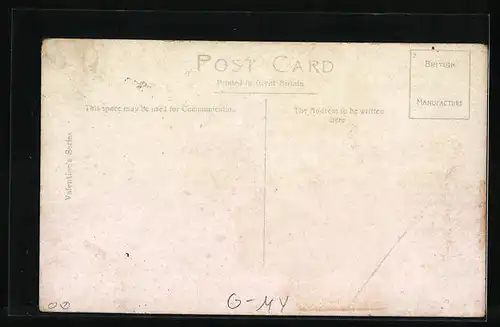 POST CARD
Printed in Great Britain
BRITISH
MANUFACTURE
This space may be used for Communication.
The Address to be written
here
Valentine's Series
G-MY